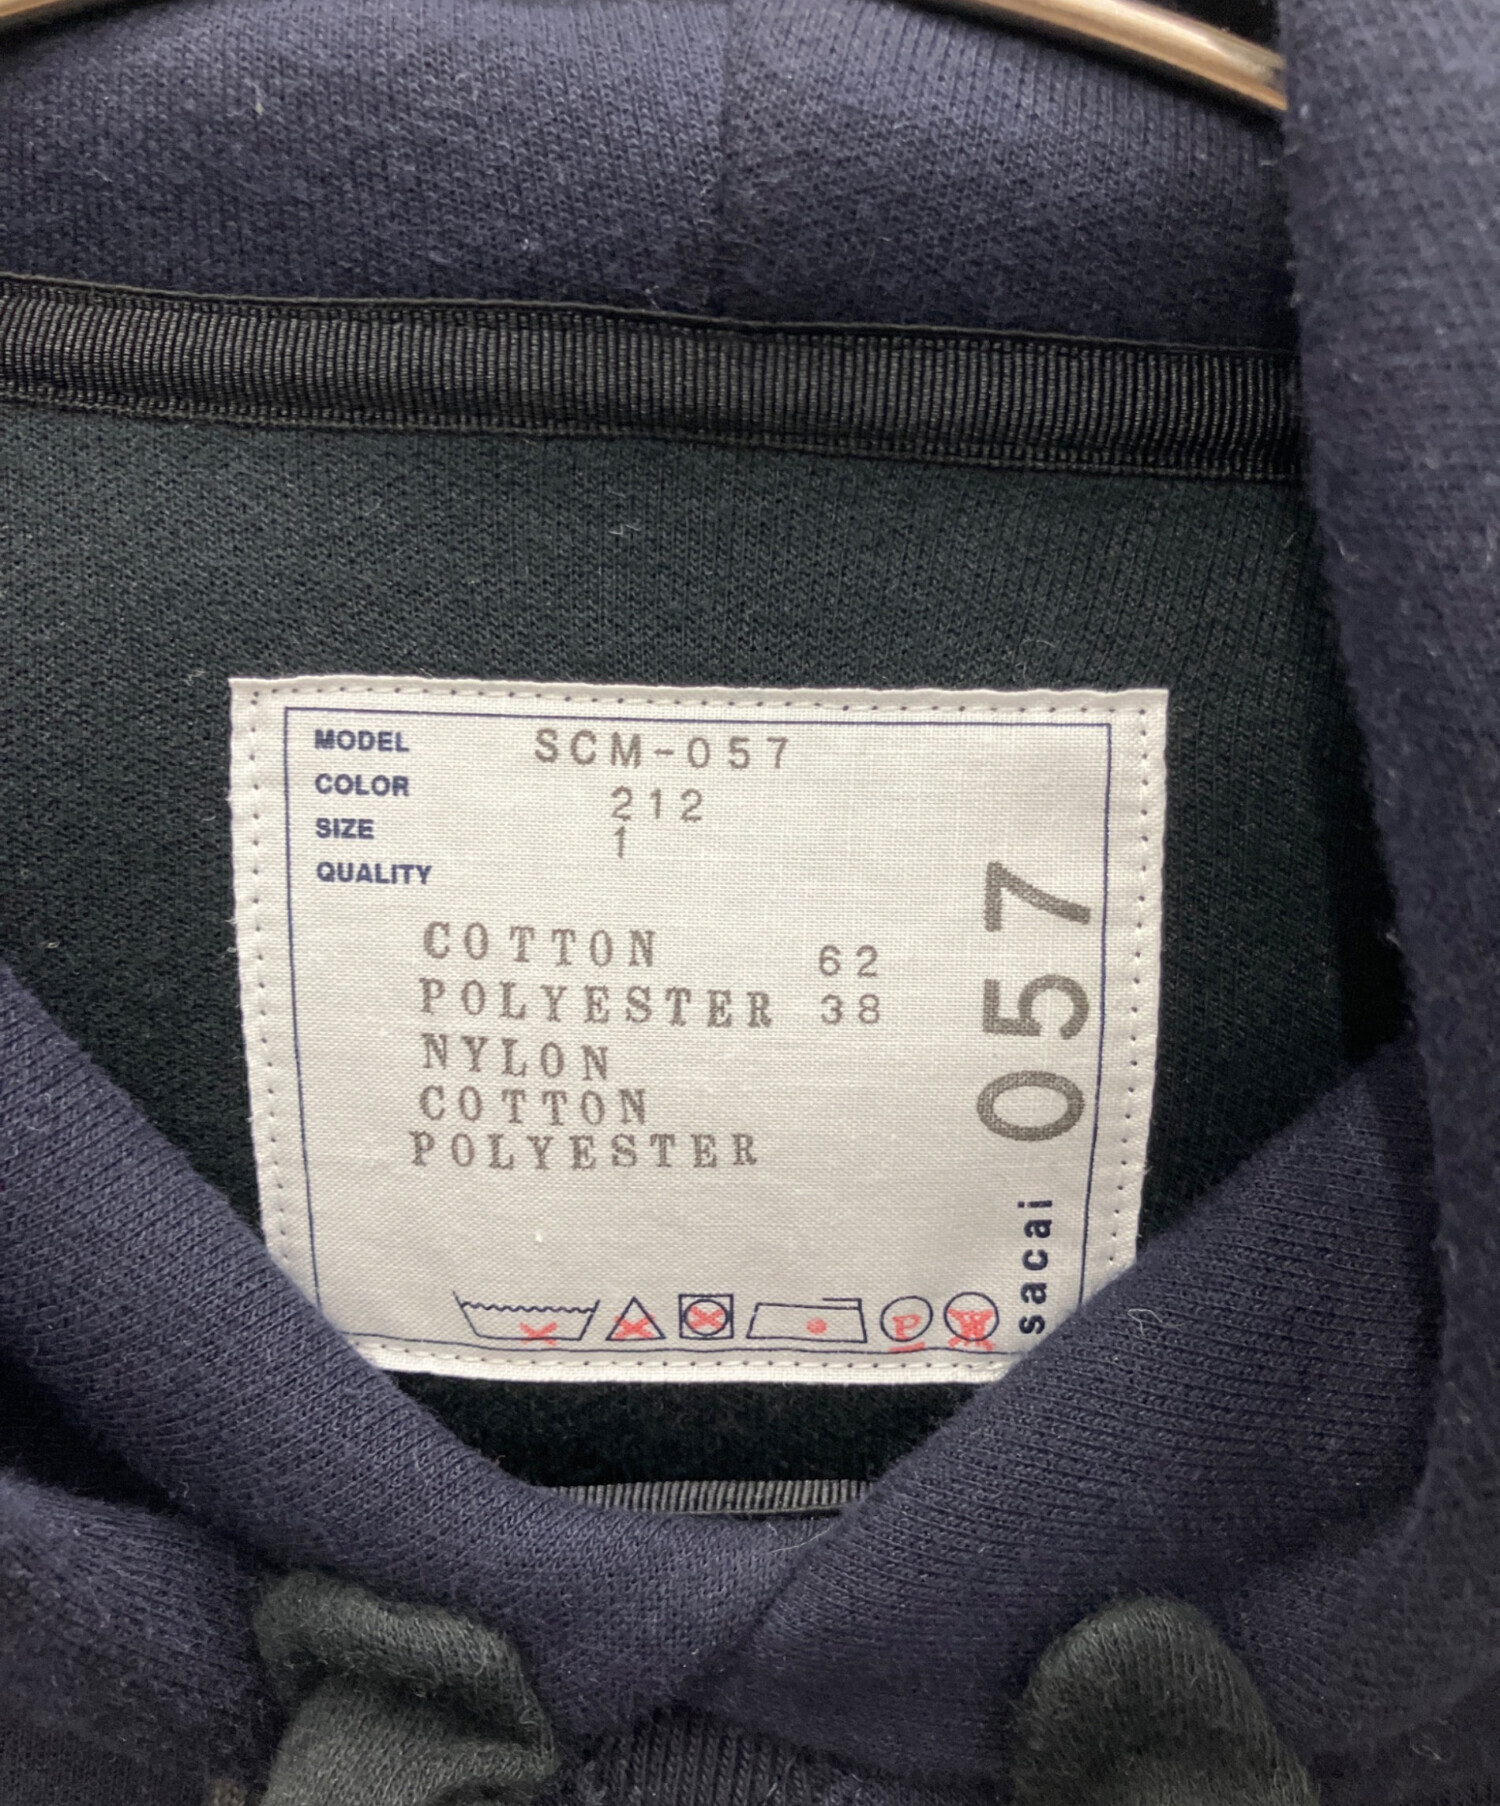 MODEL SCM-057
COLOR 212
SIZE 1
QUALITY
COTTON 62
POLYESTER 38
NYLON
COTTON
POLYESTER
P
W
sacai 057